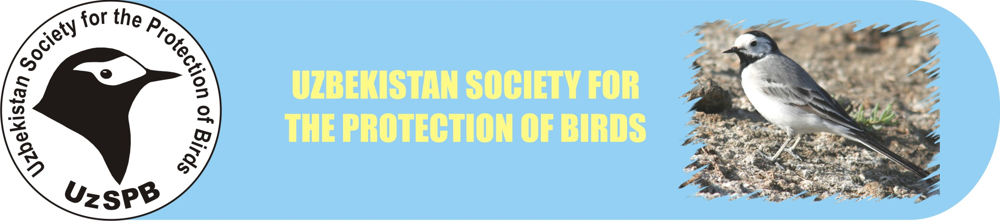 Uzbekistan Society for the Protection of Birds
UzSPB
UZBEKISTAN SOCIETY FOR
THE PROTECTION OF BIRDS